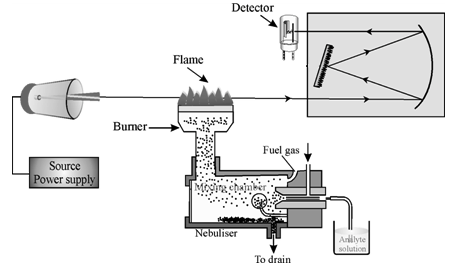 Detector
Flame
Burner
Source
Power supply
Fuel gas
Mixing chamber
Nebuliser
Analyte
solution
To drain